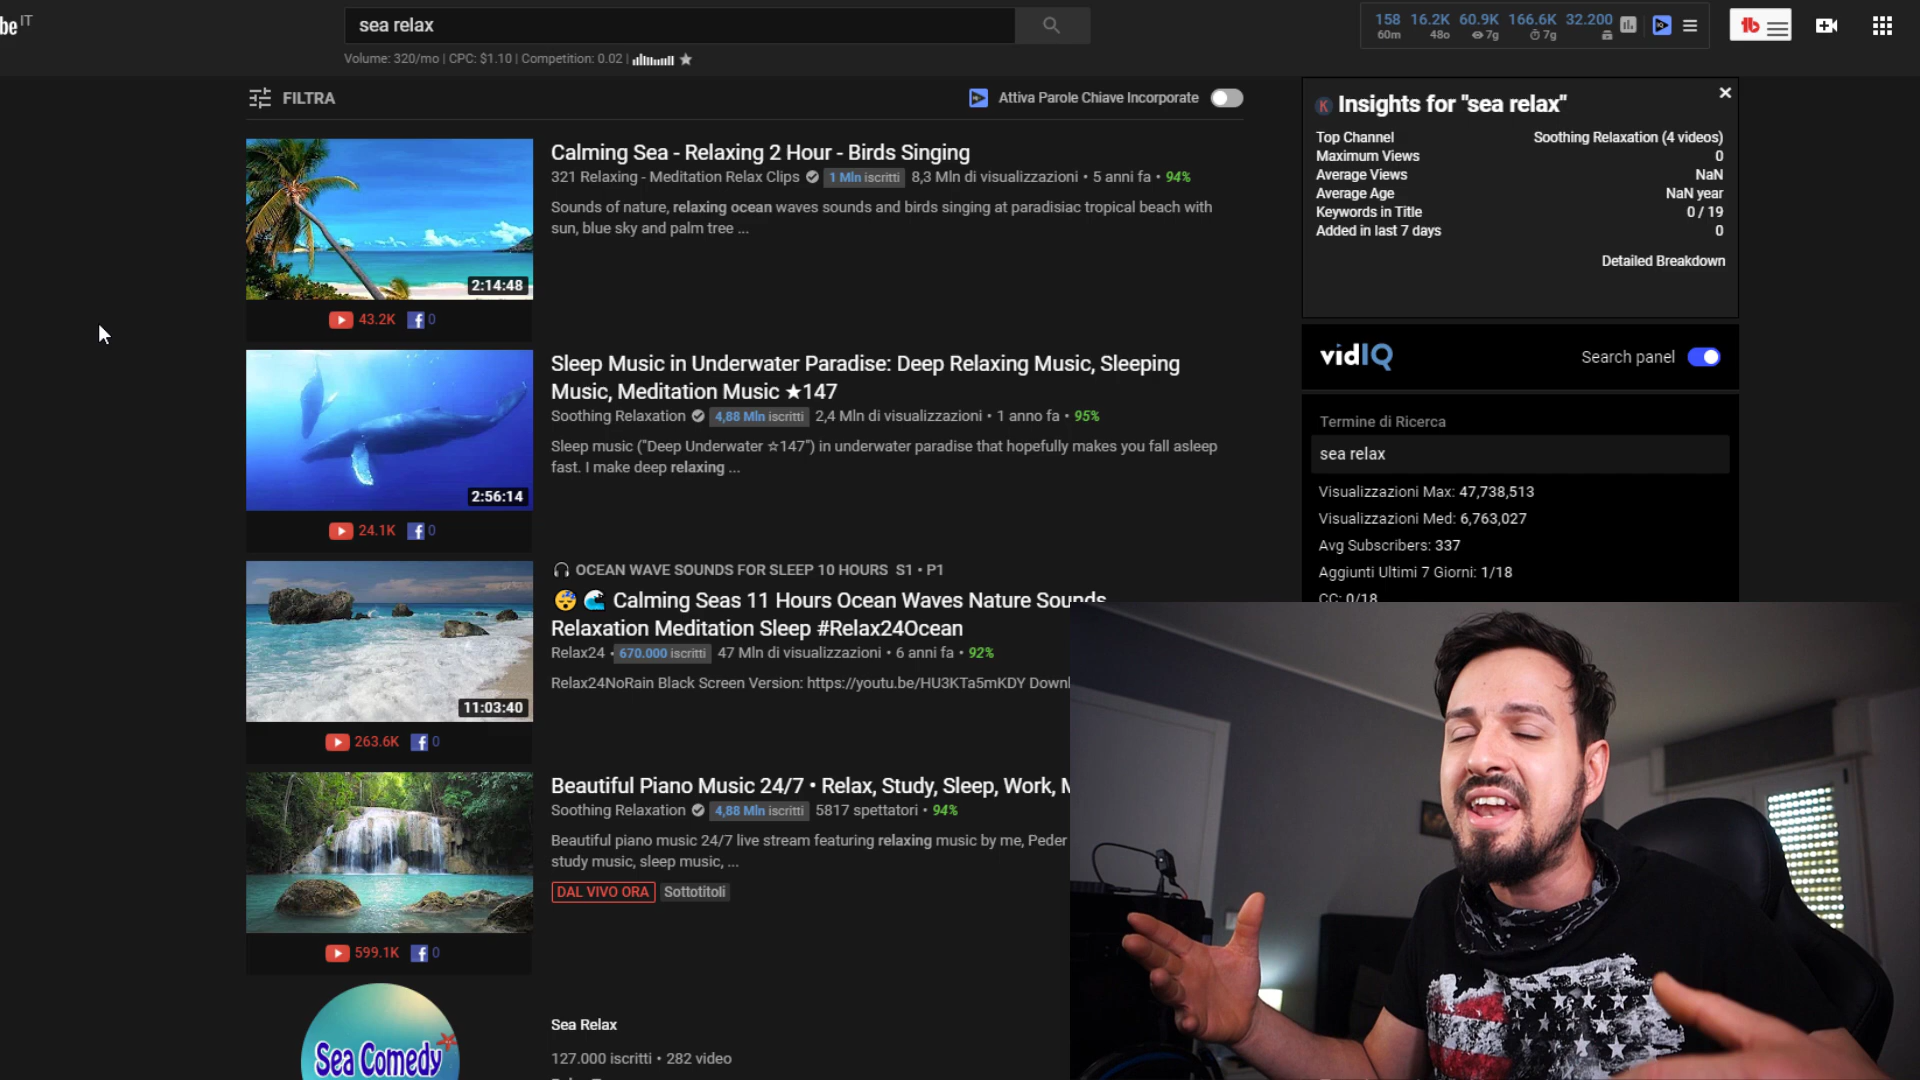 be IT
sea relax
158 16.2K 60.9K 166.6K 32.200
60m 48o 7g 7g
Volume: 320/mo | CPC: $1.10 | Competition: 0.02 |
FILTRA
Attiva Parole Chiave Incorporate
Calming Sea - Relaxing 2 Hour - Birds Singing
321 Relaxing - Meditation Relax Clips 1 Mln iscritti 8,3 Mln di visualizzazioni • 5 anni fa • 94%
Sounds of nature, relaxing ocean waves sounds and birds singing at paradisiac tropical beach with
sun, blue sky and palm tree ...
2:14:48
43.2K 0
Sleep Music in Underwater Paradise: Deep Relaxing Music, Sleeping
Music, Meditation Music ★147
Soothing Relaxation 4,88 Mln iscritti 2,4 Mln di visualizzazioni • 1 anno fa • 95%
Sleep music ("Deep Underwater ☆147") in underwater paradise that hopefully makes you fall asleep
fast. I make deep relaxing ...
2:56:14
24.1K 0
OCEAN WAVE SOUNDS FOR SLEEP 10 HOURS S1 • P1
😴 🌊 Calming Seas 11 Hours Ocean Waves Nature Sounds
Relaxation Meditation Sleep #Relax24Ocean
Relax24 • 670.000 iscritti 47 Mln di visualizzazioni • 6 anni fa • 92%
Relax24NoRain Black Screen Version: https://youtu.be/HU3KTa5mKDY Downl
11:03:40
263.6K 0
Beautiful Piano Music 24/7 • Relax, Study, Sleep, Work, M
Soothing Relaxation 4,88 Mln iscritti 5817 spettatori • 94%
Beautiful piano music 24/7 live stream featuring relaxing music by me, Peder
study music, sleep music, ...
DAL VIVO ORA Sottotitoli
599.1K 0
Sea Comedy
Sea Relax
127.000 iscritti • 282 video
K Insights for "sea relax"
Top Channel Soothing Relaxation (4 videos)
Maximum Views 0
Average Views NaN
Average Age NaN year
Keywords in Title 0 / 19
Added in last 7 days 0
Detailed Breakdown
vidIQ Search panel
Termine di Ricerca
sea relax
Visualizzazioni Max: 47,738,513
Visualizzazioni Med: 6,763,027
Avg Subscribers: 337
Aggiunti Ultimi 7 Giorni: 1/18
CC: 0/18